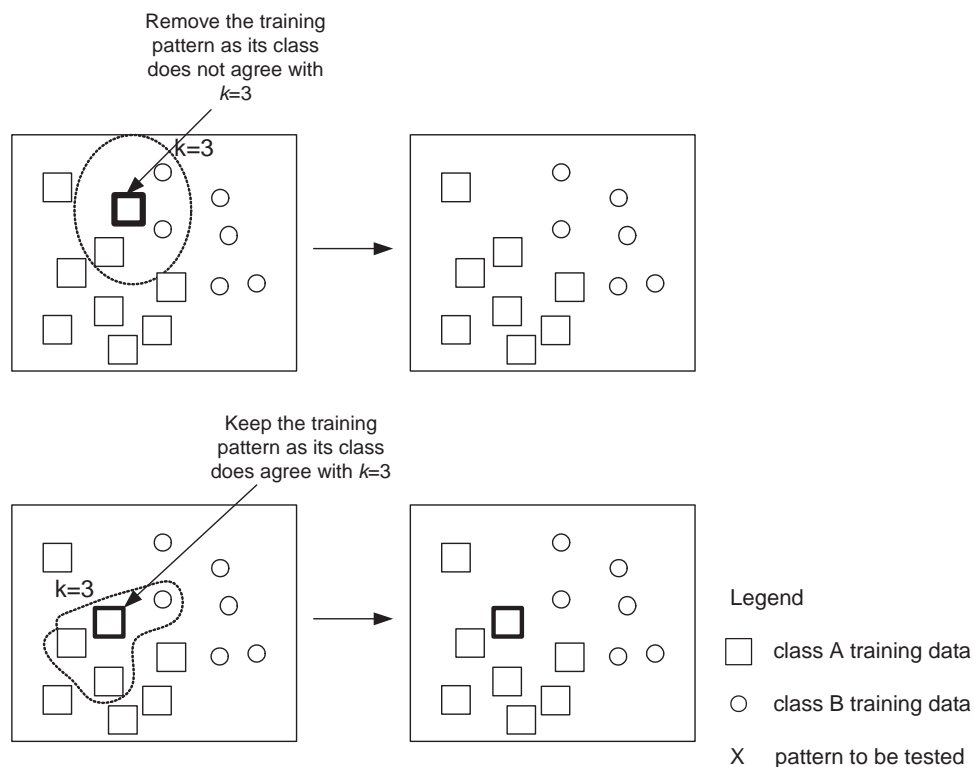 Remove the training
pattern as its class
does not agree with
k=3
k=3
Keep the training
pattern as its class
does agree with k=3
k=3
Legend
class A training data
class B training data
X pattern to be tested